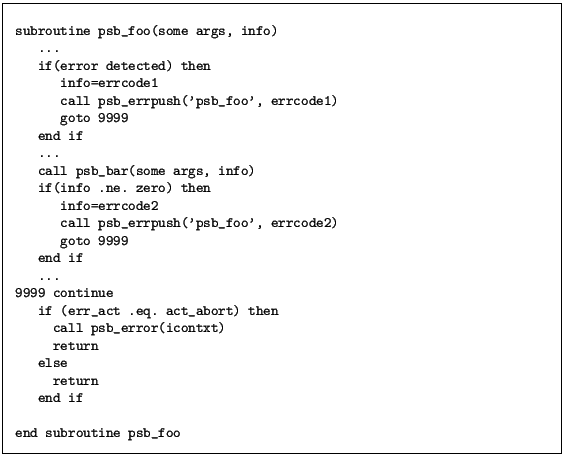 subroutine psb_foo(some args, info)
   ...
   if(error detected) then
      info=errcode1
      call psb_errpush('psb_foo', errcode1)
      goto 9999
   end if
   ...
   call psb_bar(some args, info)
   if(info .ne. zero) then
      info=errcode2
      call psb_errpush('psb_foo', errcode2)
      goto 9999
   end if
   ...
9999 continue
   if (err_act .eq. act_abort) then
     call psb_error(icontxt)
     return
   else
     return
   end if

end subroutine psb_foo